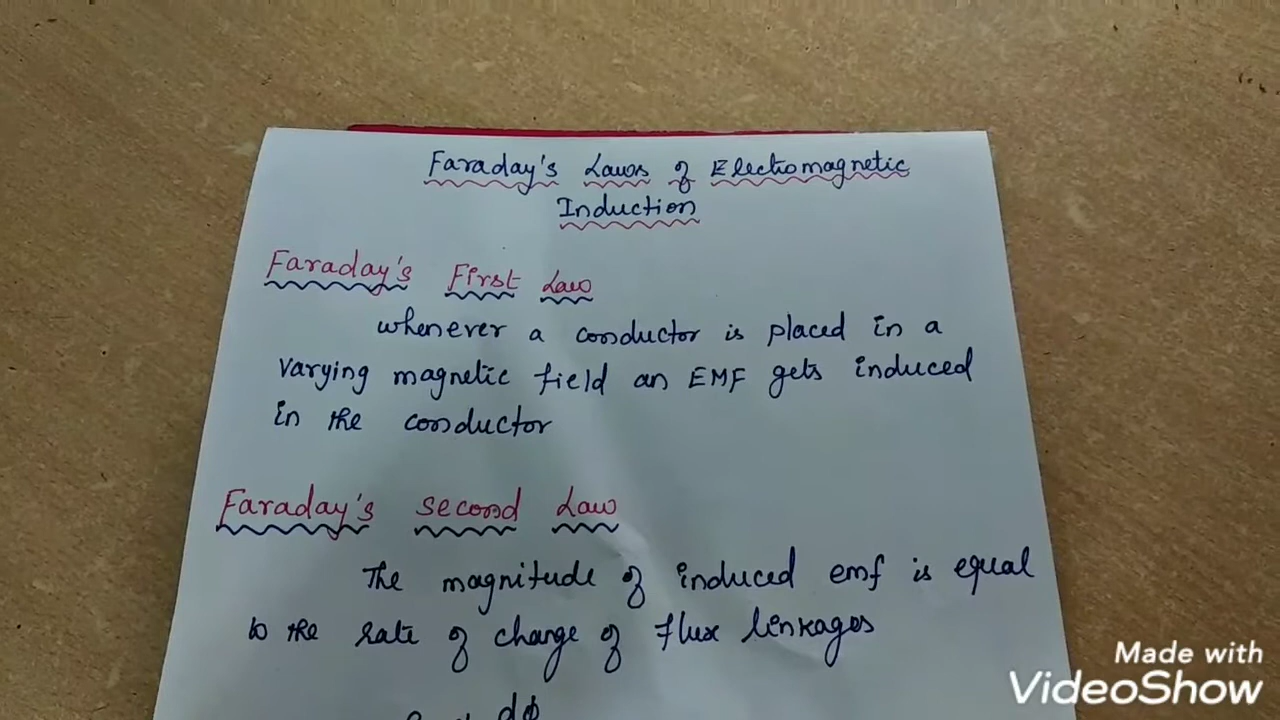 Faraday's Laws of Electromagnetic
Induction
Faraday's First Law
whenever a conductor is placed in a
varying magnetic field an EMF gets induced
in the conductor
Faraday's second Law
The magnitude of induced emf is equal
to the rate of change of flux linkages
dϕ
Made with
VideoShow